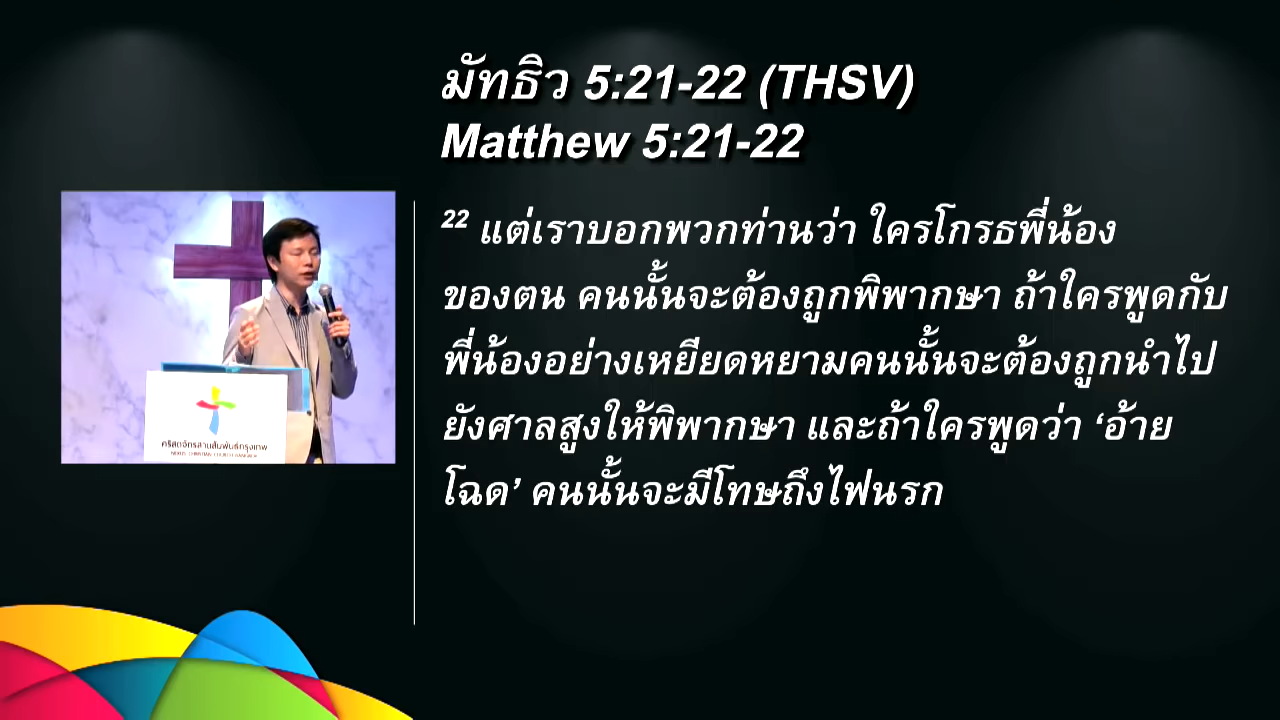 มัทธิว 5:21-22 (THSV)
Matthew 5:21-22
22 แต่เราบอกพวกท่านว่า ใครโกรธพี่น้อง
ของตน คนนั้นจะต้องถูกพิพากษา ถ้าใครพูดกับ
พี่น้องอย่างเหยียดหยามคนนั้นจะต้องถูกนำไป
ยังศาลสูงให้พิพากษา และถ้าใครพูดว่า ‘อ้าย
โฉด’ คนนั้นจะมีโทษถึงไฟนรก
คริสตจักรสานสัมพันธ์กรุงเทพ